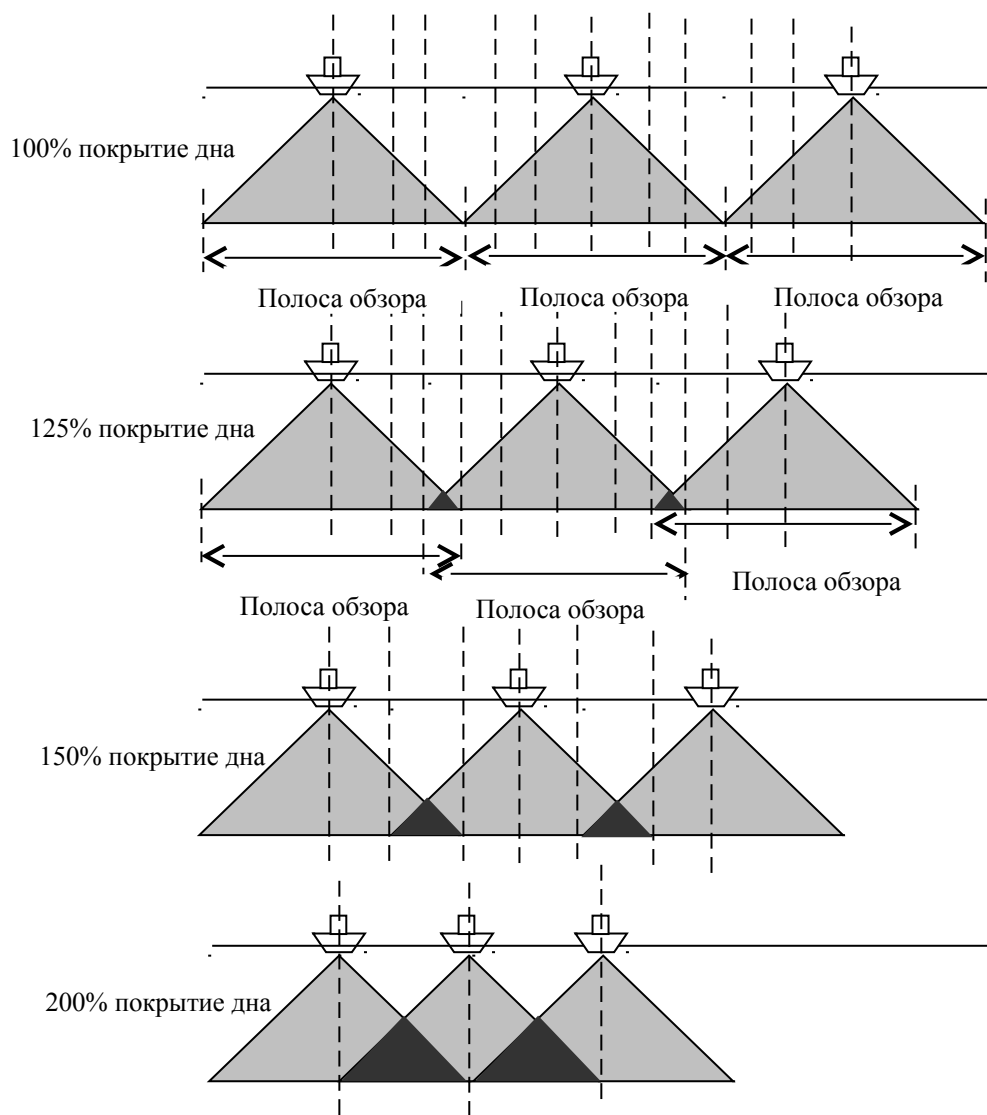 100% покрытие дна
Полоса обзора
Полоса обзора
Полоса обзора
125% покрытие дна
Полоса обзора
Полоса обзора
Полоса обзора
150% покрытие дна
200% покрытие дна